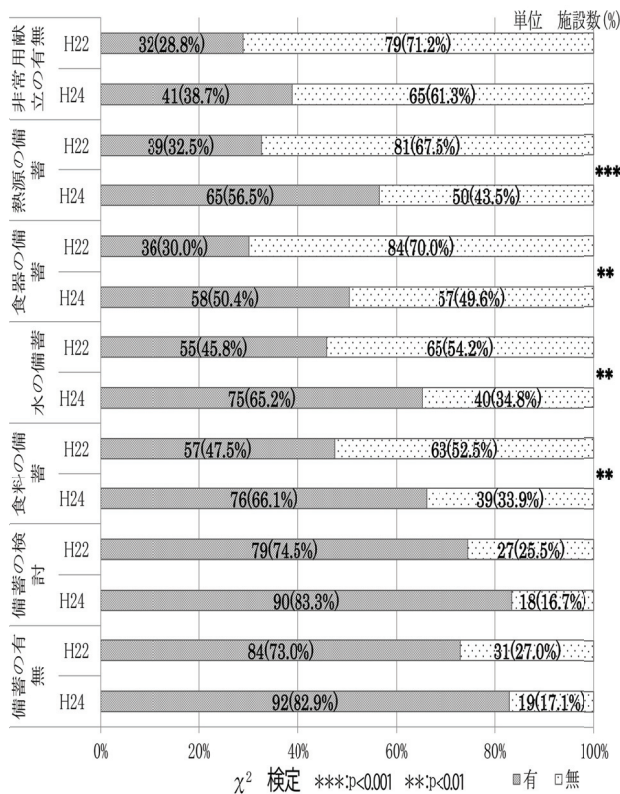 単位 施設数(%)
非常用献立の有無
H22 32(28.8%) 79(71.2%)
H24 41(38.7%) 65(61.3%)
熱源の備蓄
H22 39(32.5%) 81(67.5%)
***
H24 65(56.5%) 50(43.5%)
食器の備蓄
H22 36(30.0%) 84(70.0%)
**
H24 58(50.4%) 57(49.6%)
水の備蓄
H22 55(45.8%) 65(54.2%)
**
H24 75(65.2%) 40(34.8%)
食料の備蓄
H22 57(47.5%) 63(52.5%)
**
H24 76(66.1%) 39(33.9%)
備蓄の検討
H22 79(74.5%) 27(25.5%)
H24 90(83.3%) 18(16.7%)
備蓄の有無
H22 84(73.0%) 31(27.0%)
H24 92(82.9%) 19(17.1%)
0% 20% 40% 60% 80% 100%
χ² 検定 ***:p<0.001 **:p<0.01 有 無